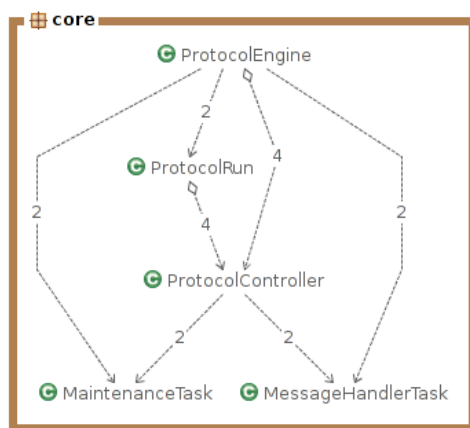 core
C ProtocolEngine
2
C ProtocolRun
4
2
2
4
C ProtocolController
2
2
C MaintenanceTask
C MessageHandlerTask